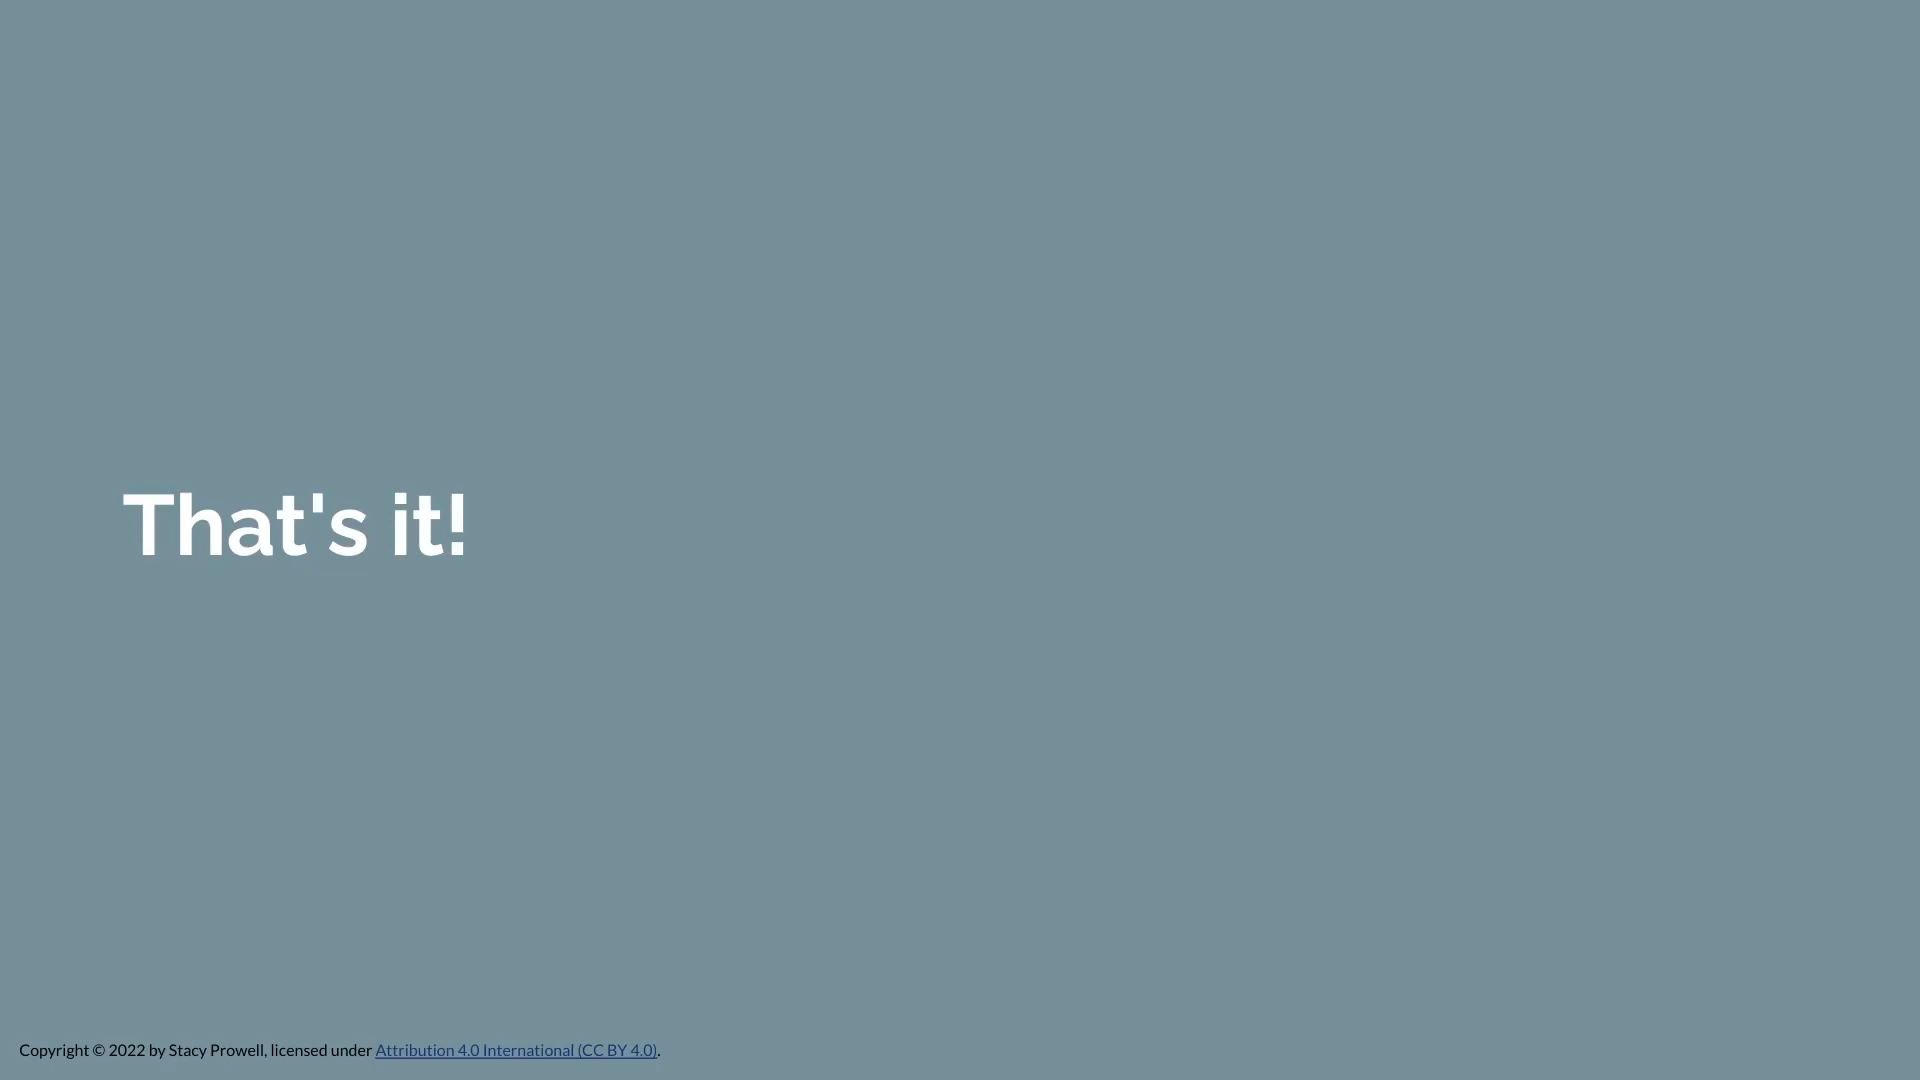 That's it!
Copyright © 2022 by Stacy Prowell, licensed under Attribution 4.0 International (CC BY 4.0).